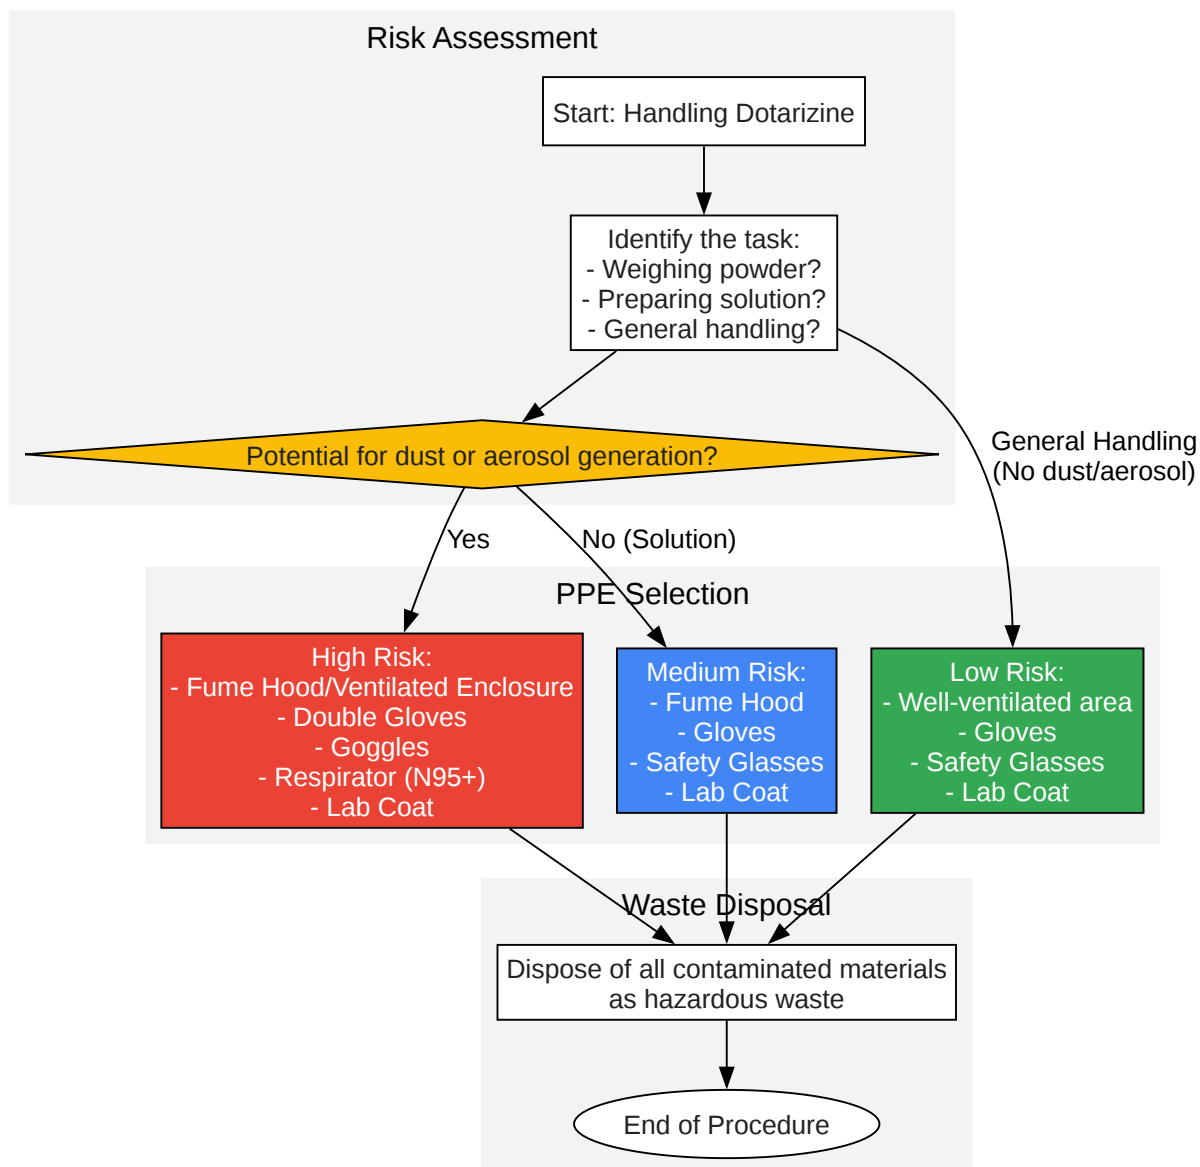 Risk Assessment
Start: Handling Dotarizine
Identify the task:
- Weighing powder?
- Preparing solution?
- General handling?
Potential for dust or aerosol generation?
General Handling
(No dust/aerosol)
Yes
No (Solution)
PPE Selection
High Risk:
- Fume Hood/Ventilated Enclosure
- Double Gloves
- Goggles
- Respirator (N95+)
- Lab Coat
Medium Risk:
- Fume Hood
- Gloves
- Safety Glasses
- Lab Coat
Low Risk:
- Well-ventilated area
- Gloves
- Safety Glasses
- Lab Coat
Waste Disposal
Dispose of all contaminated materials
as hazardous waste
End of Procedure